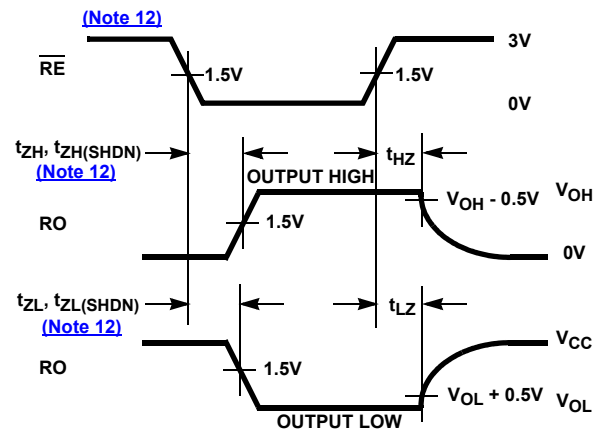 (Note 12)
3V
RE
1.5V
1.5V
0V
tZH, tZH(SHDN)
(Note 12)
tHZ
OUTPUT HIGH
VOH - 0.5V
VOH
RO
1.5V
0V
tZL, tZL(SHDN)
(Note 12)
tLZ
VCC
RO
1.5V
VOL + 0.5V
VOL
OUTPUT LOW